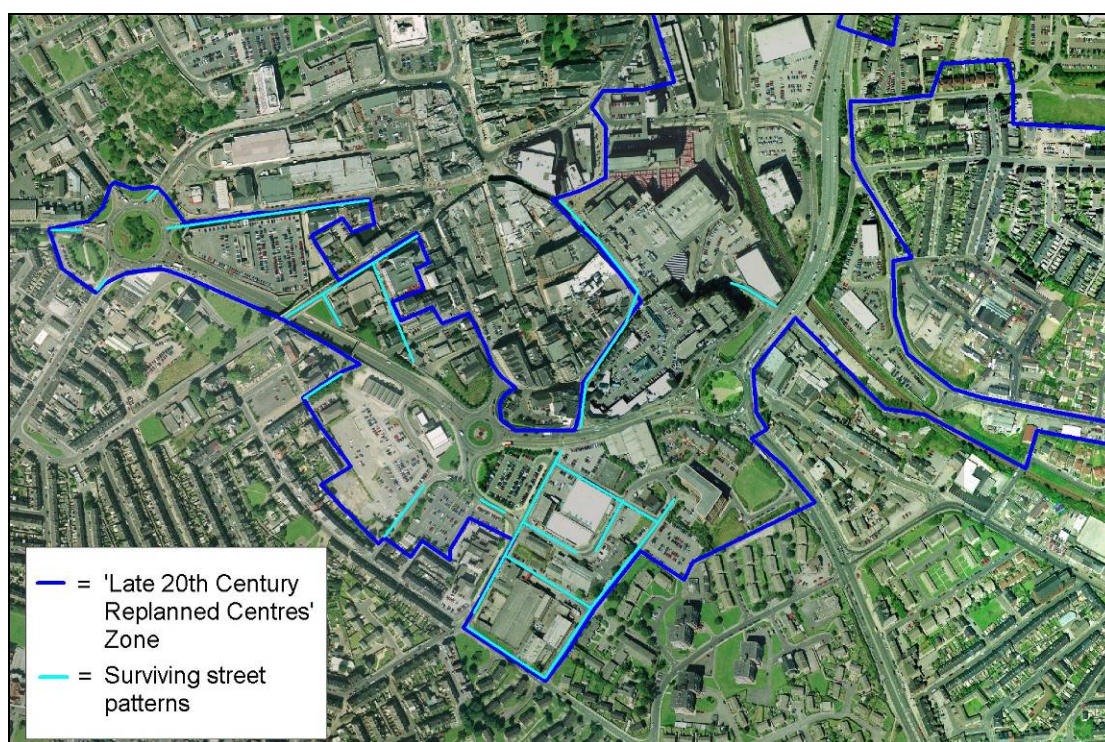 = 'Late 20th Century
Replanned Centres'
Zone
= Surviving street
patterns